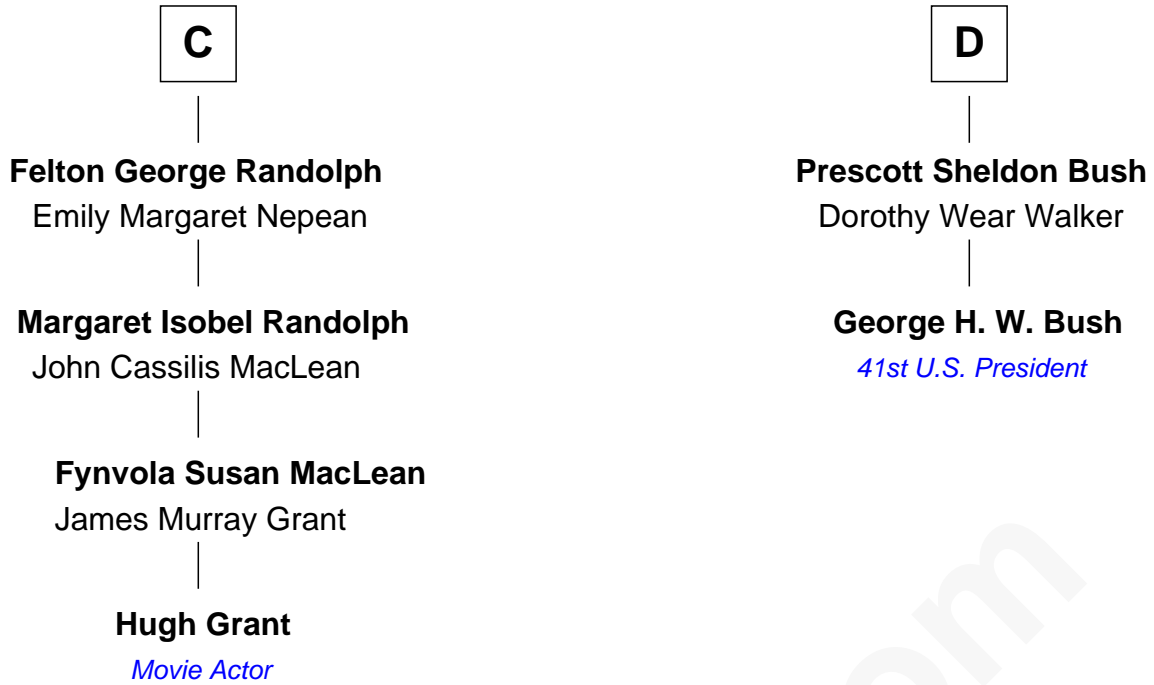 C
Felton George Randolph
Emily Margaret Nepean
Margaret Isobel Randolph
John Cassilis MacLean
Fynvola Susan MacLean
James Murray Grant
Hugh Grant
Movie Actor
D
Prescott Sheldon Bush
Dorothy Wear Walker
George H. W. Bush
41st U.S. President
om